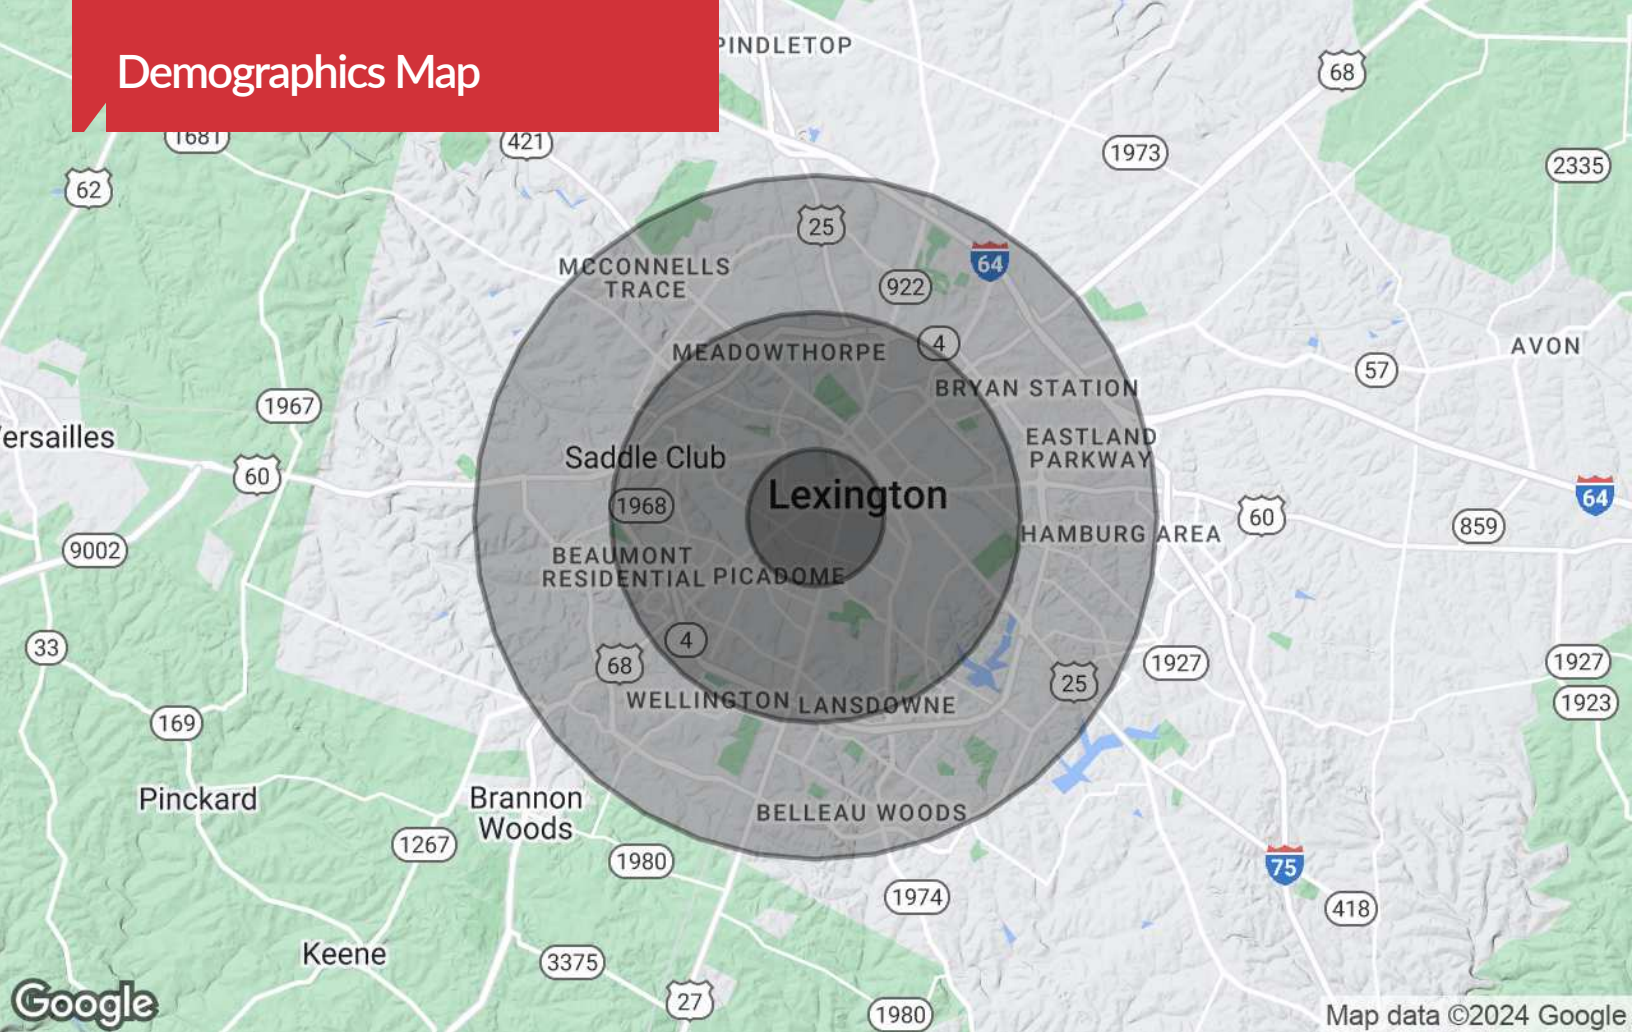 Demographics Map
PINDLETOP
68
1681
421
1973
2335
62
25
64
MCCONNELLS
TRACE
922
4
MEADOWTHORPE
AVON
57
BRYAN STATION
1967
ersailles
EASTLAND
PARKWAY
Saddle Club
60
Lexington
64
1968
60
859
HAMBURG AREA
9002
BEAUMONT
RESIDENTIAL
PICADOME
4
33
68
1927
1927
25
WELLINGTON
LANSDOWNE
1923
169
Pinckard
Brannon
Woods
BELLEAU WOODS
1267
1980
75
1974
418
Keene
3375
27
Google
1980
Map data ©2024 Google